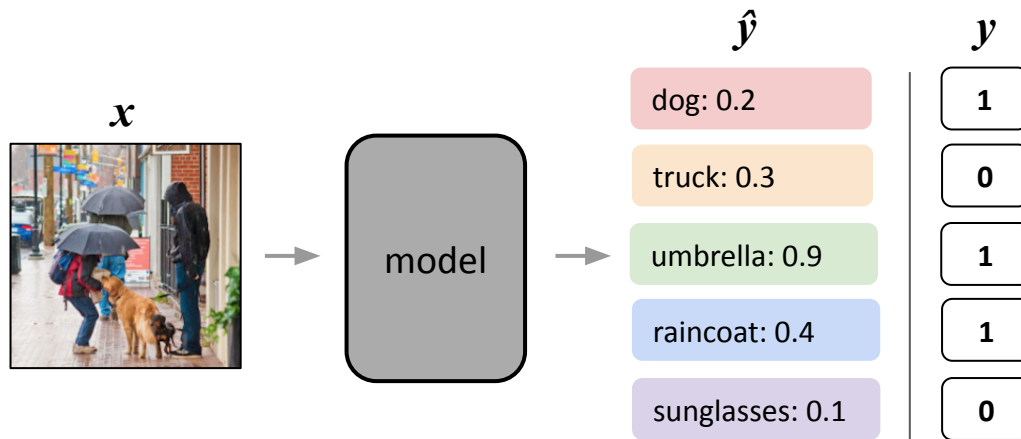 ŷ y
x
dog: 0.2 1
truck: 0.3 0
model
umbrella: 0.9 1
raincoat: 0.4 1
sunglasses: 0.1 0